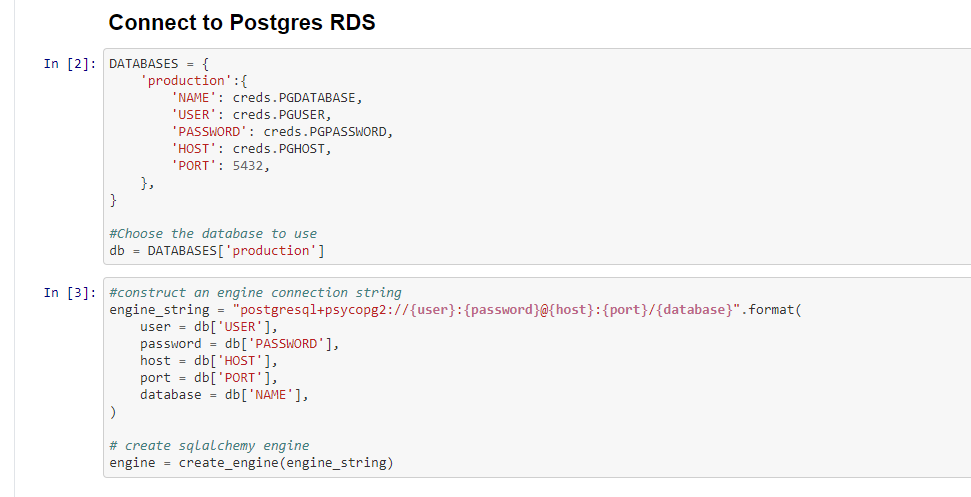 Connect to Postgres RDS
In [2]: DATABASES = {
    'production':{
        'NAME': creds.PGDATABASE,
        'USER': creds.PGUSER,
        'PASSWORD': creds.PGPASSWORD,
        'HOST': creds.PGHOST,
        'PORT': 5432,
    },
}
#Choose the database to use
db = DATABASES['production']
In [3]: #construct an engine connection string
engine_string = "postgresql+psycopg2://{user}:{password}@{host}:{port}/{database}".format(
    user = db['USER'],
    password = db['PASSWORD'],
    host = db['HOST'],
    port = db['PORT'],
    database = db['NAME'],
)
# create sqlalchemy engine
engine = create_engine(engine_string)